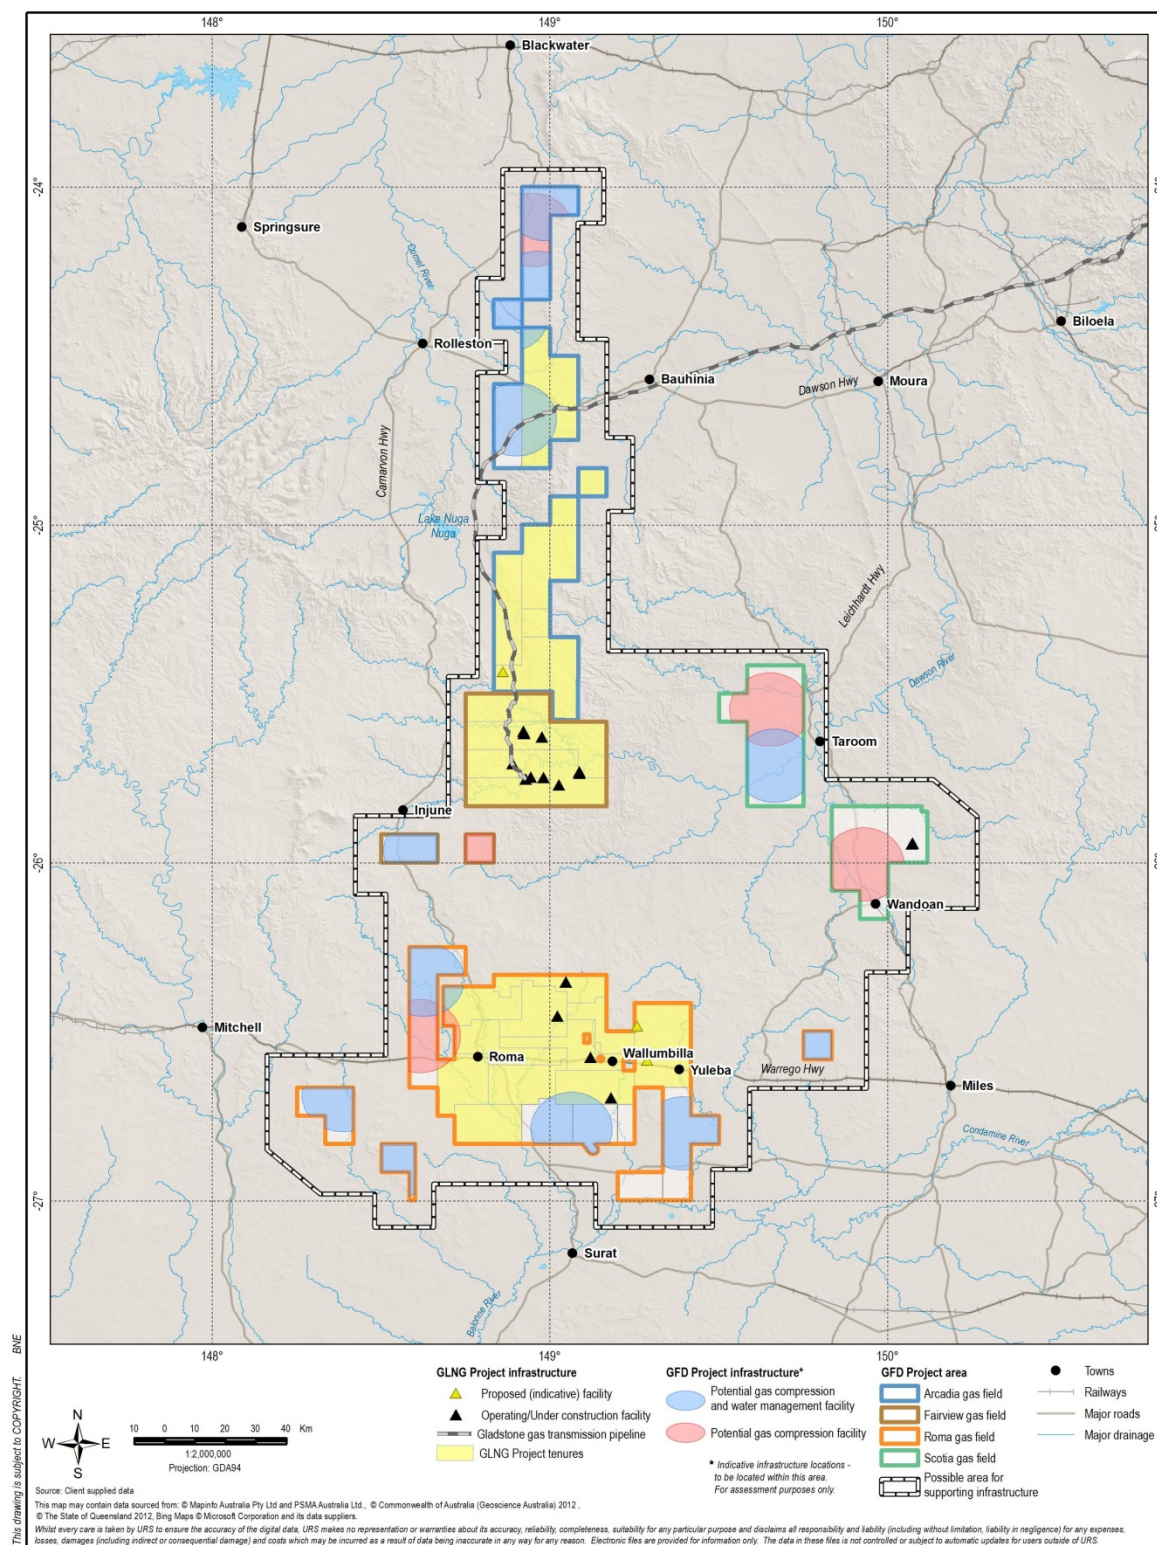 148°
149°
150°
Blackwater
-24°
Springsure
Comet River
Biloela
Rolleston
Bauhinia
Dawson Hwy
Moura
Carnarvon Hwy
Lake Nuga
Nuga
-25°
Leichhardt Hwy
Dawson River
Taroom
Injune
-26°
Wandoan
Mitchell
Roma
Wallumbilla
Yuleba
Warrego Hwy
Miles
Condamine River
-27°
Surat
Balonne River
148°
149°
150°
This drawing is subject to COPYRIGHT. BNE
N
W E
S
10 0 10 20 30 40 Km
1:2,000,000
Projection: GDA94
GLNG Project infrastructure
Proposed (indicative) facility
Operating/Under construction facility
Gladstone gas transmission pipeline
GLNG Project tenures
GFD Project infrastructure*
Potential gas compression
and water management facility
Potential gas compression facility
* Indicative infrastructure locations -
to be located within this area.
For assessment purposes only.
GFD Project area
Arcadia gas field
Fairview gas field
Roma gas field
Scotia gas field
Possible area for
supporting infrastructure
Towns
Railways
Major roads
Major drainage
Source: Client supplied data
This map may contain data sourced from: © Mapinfo Australia Pty Ltd and PSMA Australia Ltd., © Commonwealth of Australia (Geoscience Australia) 2012 ,
© The State of Queensland 2012, Bing Maps © Microsoft Corporation and its data suppliers.
Whilst every care is taken by URS to ensure the accuracy of the digital data, URS makes no representation or warranties about its accuracy, reliability, completeness, suitability for any particular purpose and disclaims all responsibility and liability (including without limitation, liability in negligence) for any expenses,
losses, damages (including indirect or consequential damage) and costs which may be incurred as a result of data being inaccurate in any way for any reason. Electronic files are provided for information only. The data in these files is not controlled or subject to automatic updates for users outside of URS.